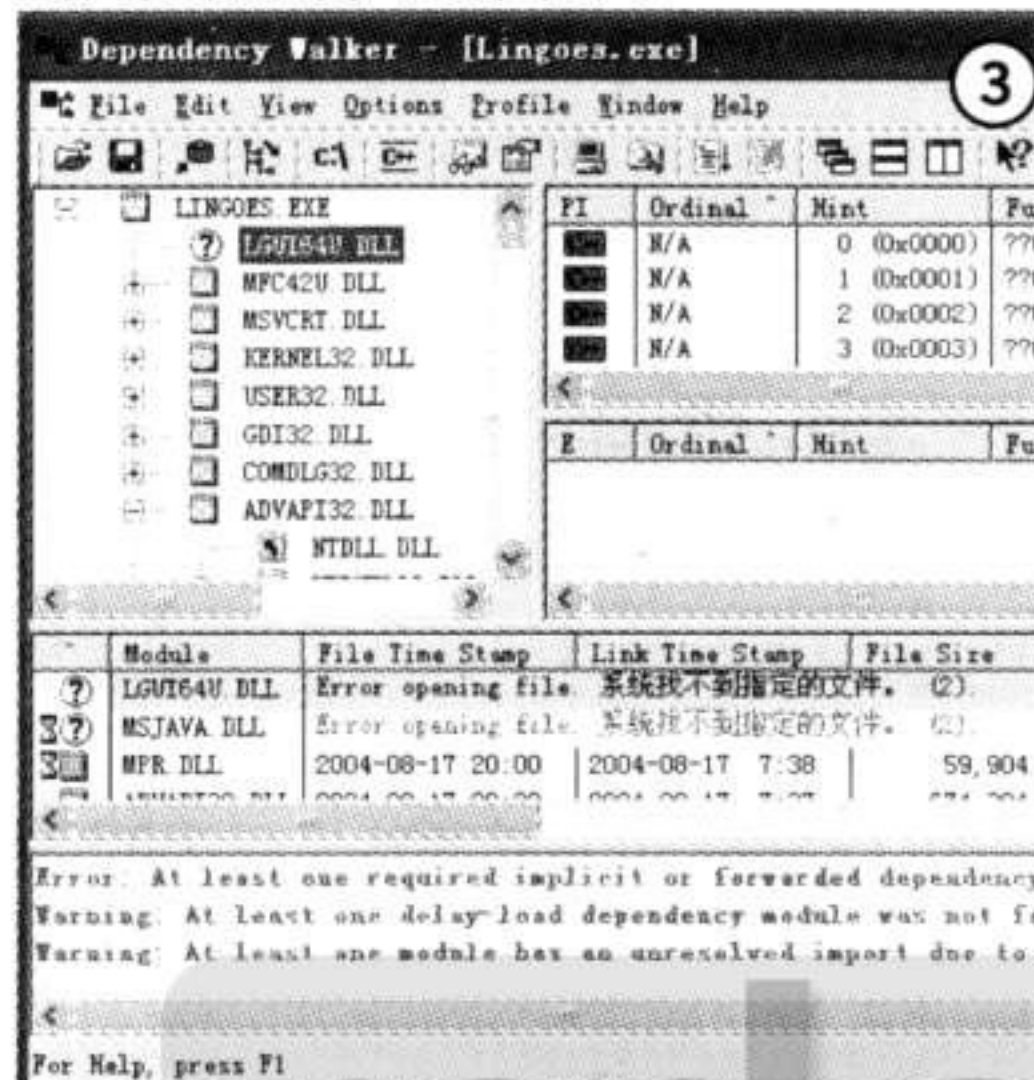 Dependency Walker - [Lingoes.exe]
3
File Edit View Options Profile Window Help
LINGOES.EXE
LGUI64U.DLL
MFC42U.DLL
MSVCRT.DLL
KERNEL32.DLL
USER32.DLL
GDI32.DLL
COMDLG32.DLL
ADVAPI32.DLL
NTDLL.DLL
PI Ordinal ^ Hint Fu
C++ N/A 0 (0x0000) ??
C++ N/A 1 (0x0001) ??
C++ N/A 2 (0x0002) ??
C++ N/A 3 (0x0003) ??
E Ordinal ^ Hint Fu
^ Module File Time Stamp Link Time Stamp File Size
LGUI64U.DLL Error opening file. 系统找不到指定的文件。 (2).
MSJAVA.DLL Error opening file. 系统找不到指定的文件。 (2).
MPR.DLL 2004-08-17 20:00 2004-08-17 7:38 59,904
Error: At least one required implicit or forwarded dependency
Warning: At least one delay-load dependency module was not f
Warning: At least one module has an unresolved import due to
For Help, press F1